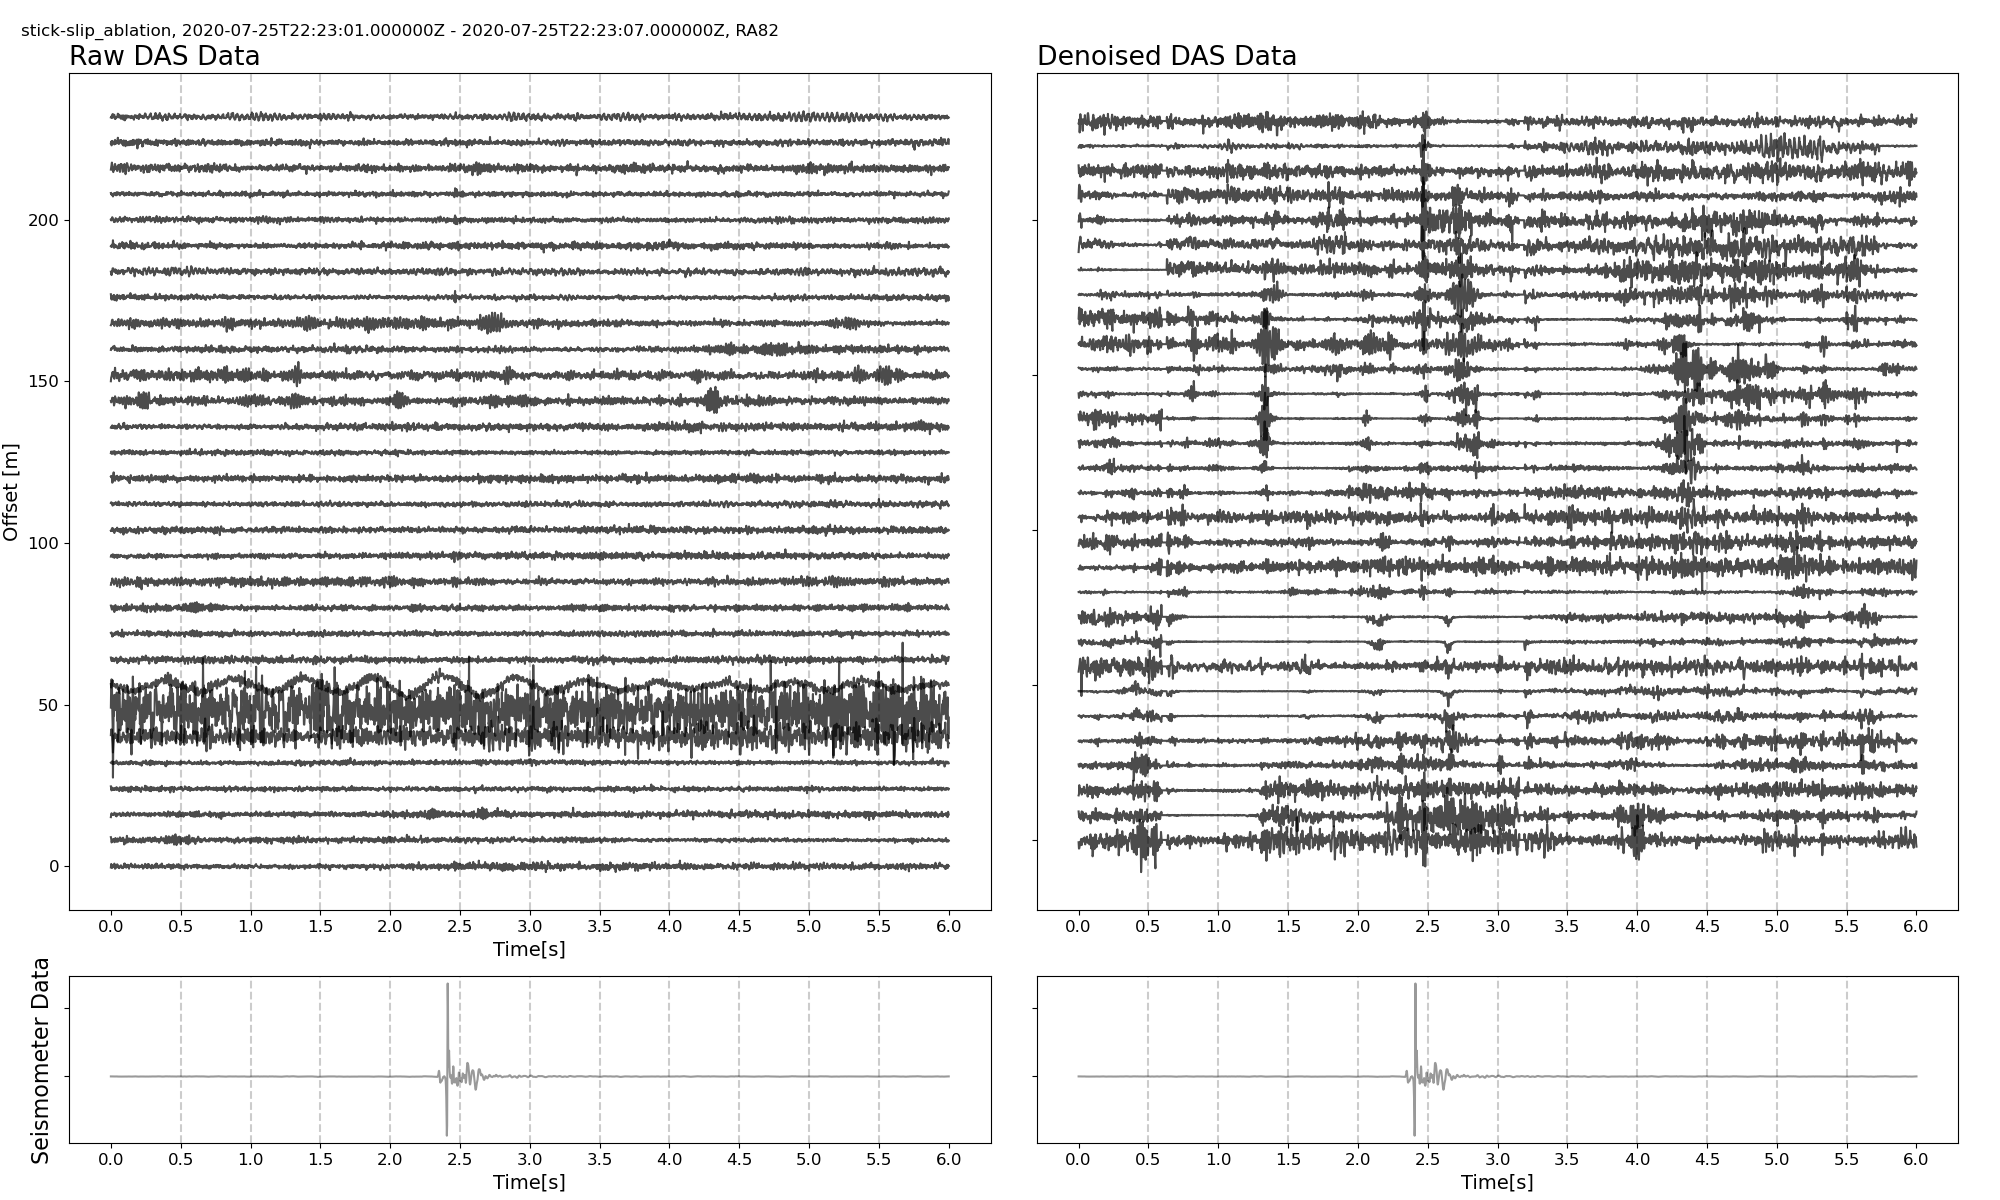 stick-slip_ablation, 2020-07-25T22:23:01.000000Z - 2020-07-25T22:23:07.000000Z, RA82
Raw DAS Data
Denoised DAS Data
Offset [m]
200
150
100
50
0
0.0 0.5 1.0 1.5 2.0 2.5 3.0 3.5 4.0 4.5 5.0 5.5 6.0
Time[s]
0.0 0.5 1.0 1.5 2.0 2.5 3.0 3.5 4.0 4.5 5.0 5.5 6.0
Seismometer Data
0.0 0.5 1.0 1.5 2.0 2.5 3.0 3.5 4.0 4.5 5.0 5.5 6.0
Time[s]
0.0 0.5 1.0 1.5 2.0 2.5 3.0 3.5 4.0 4.5 5.0 5.5 6.0
Time[s]